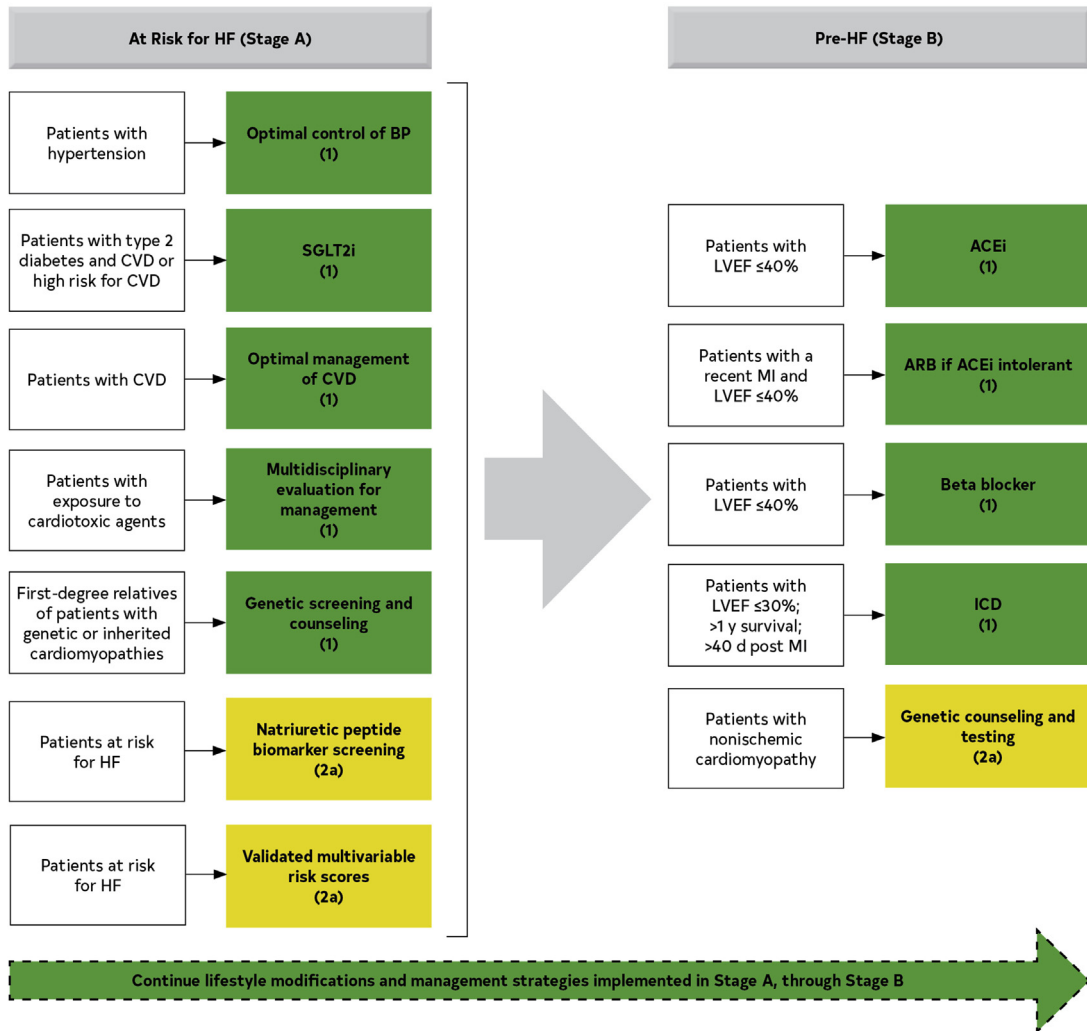 At Risk for HF (Stage A)
Patients with
hypertension
Optimal control of BP
(1)
Patients with type 2
diabetes and CVD or
high risk for CVD
SGLT2i
(1)
Patients with CVD
Optimal management
of CVD
(1)
Patients with
exposure to
cardiotoxic agents
Multidisciplinary
evaluation for
management
(1)
First-degree relatives
of patients with
genetic or inherited
cardiomyopathies
Genetic screening and
counseling
(1)
Patients at risk
for HF
Natriuretic peptide
biomarker screening
(2a)
Patients at risk
for HF
Validated multivariable
risk scores
(2a)
Pre-HF (Stage B)
Patients with
LVEF ≤40%
ACEi
(1)
Patients with a
recent MI and
LVEF ≤40%
ARB if ACEi intolerant
(1)
Patients with
LVEF ≤40%
Beta blocker
(1)
Patients with
LVEF ≤30%;
>1 y survival;
>40 d post MI
ICD
(1)
Patients with
nonischemic
cardiomyopathy
Genetic counseling and
testing
(2a)
Continue lifestyle modifications and management strategies implemented in Stage A, through Stage B